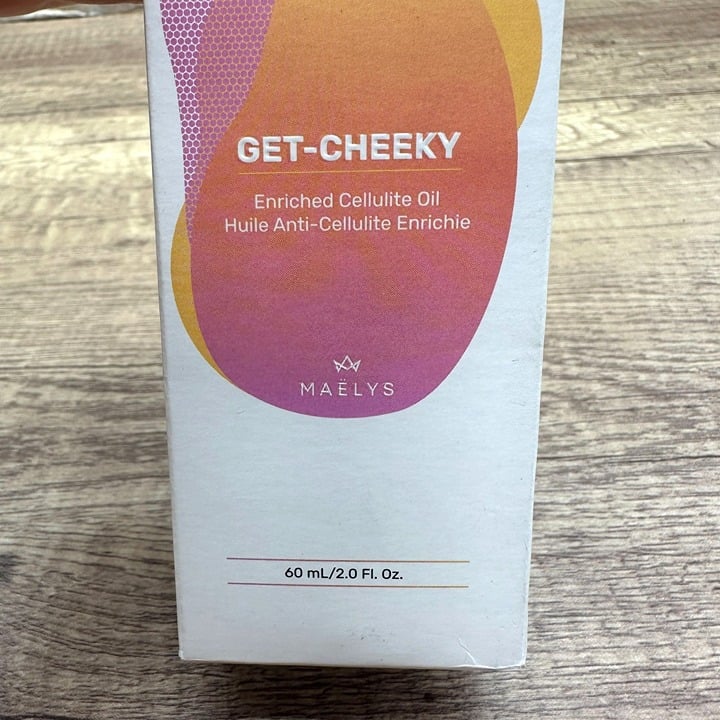 GET-CHEEKY
Enriched Cellulite Oil
Huile Anti-Cellulite Enrichie
MAËLYS
60 mL/2.0 Fl. Oz.